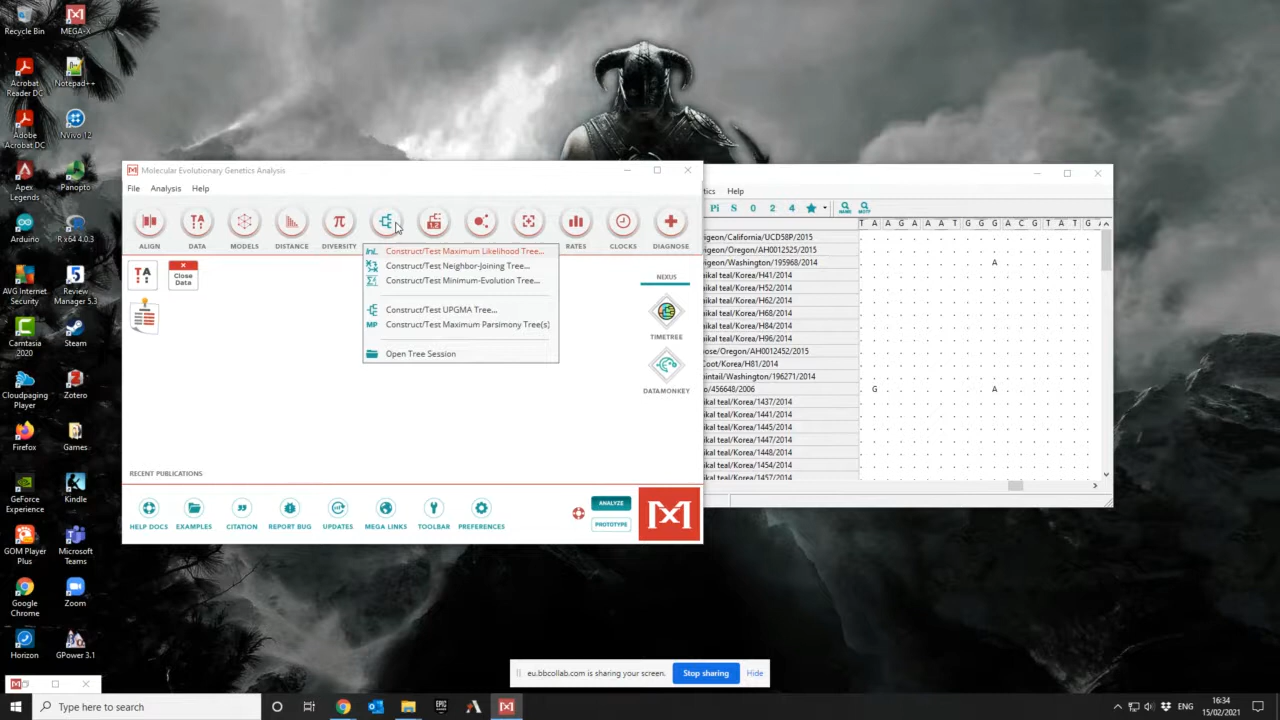 Recycle Bin
MEGA-X
Acrobat Reader DC
Notepad++
Adobe Acrobat DC
NVivo 12
Apex Legends
Panopto
Arduino
R x64 4.0.3
AVG Internet Security
Review Manager 5.3
Camtasia 2020
Steam
Cloudpaging Player
Zotero
Firefox
Games
GeForce Experience
Kindle
GOM Player Plus
Microsoft Teams
Google Chrome
Zoom
Horizon
GPower 3.1
Molecular Evolutionary Genetics Analysis
File Analysis Help
ALIGN DATA MODELS DISTANCE DIVERSITY RATES CLOCKS DIAGNOSE
TA
Close Data
Construct/Test Maximum Likelihood Tree...
Construct/Test Neighbor-Joining Tree...
Construct/Test Minimum-Evolution Tree...
Construct/Test UPGMA Tree...
MP Construct/Test Maximum Parsimony Tree(s)
Open Tree Session
NEXUS
TIMETREE
DATAMONKEY
RECENT PUBLICATIONS
HELP DOCS EXAMPLES CITATION REPORT BUG UPDATES MEGA LINKS TOOLBAR PREFERENCES
ANALYZE
PROTOTYPE
tics Help
Pi S 0 2 4
NAME
MOTIF
T A A G A A A T G G G A C G T A T G
igeon/California/UCD58P/2015
igeon/Oregon/AH0012525/2015
igeon/Washington/195968/2014 A
ikal teal/Korea/H41/2014
ikal teal/Korea/H52/2014
ikal teal/Korea/H62/2014
ikal teal/Korea/H68/2014
ikal teal/Korea/H84/2014
ikal teal/Korea/H96/2014
oose/Oregon/AH0012452/2015
Coot/Korea/H81/2014
intail/Washington/196271/2014
o/456648/2006 G A
ikal teal/Korea/1437/2014
ikal teal/Korea/1441/2014
ikal teal/Korea/1445/2014
ikal teal/Korea/1447/2014
ikal teal/Korea/1448/2014
ikal teal/Korea/1454/2014
ikal teal/Korea/1457/2014
eu.bbcollab.com is sharing your screen. Stop sharing Hide
Type here to search
EPIC
ENG
16:34
15/02/2021